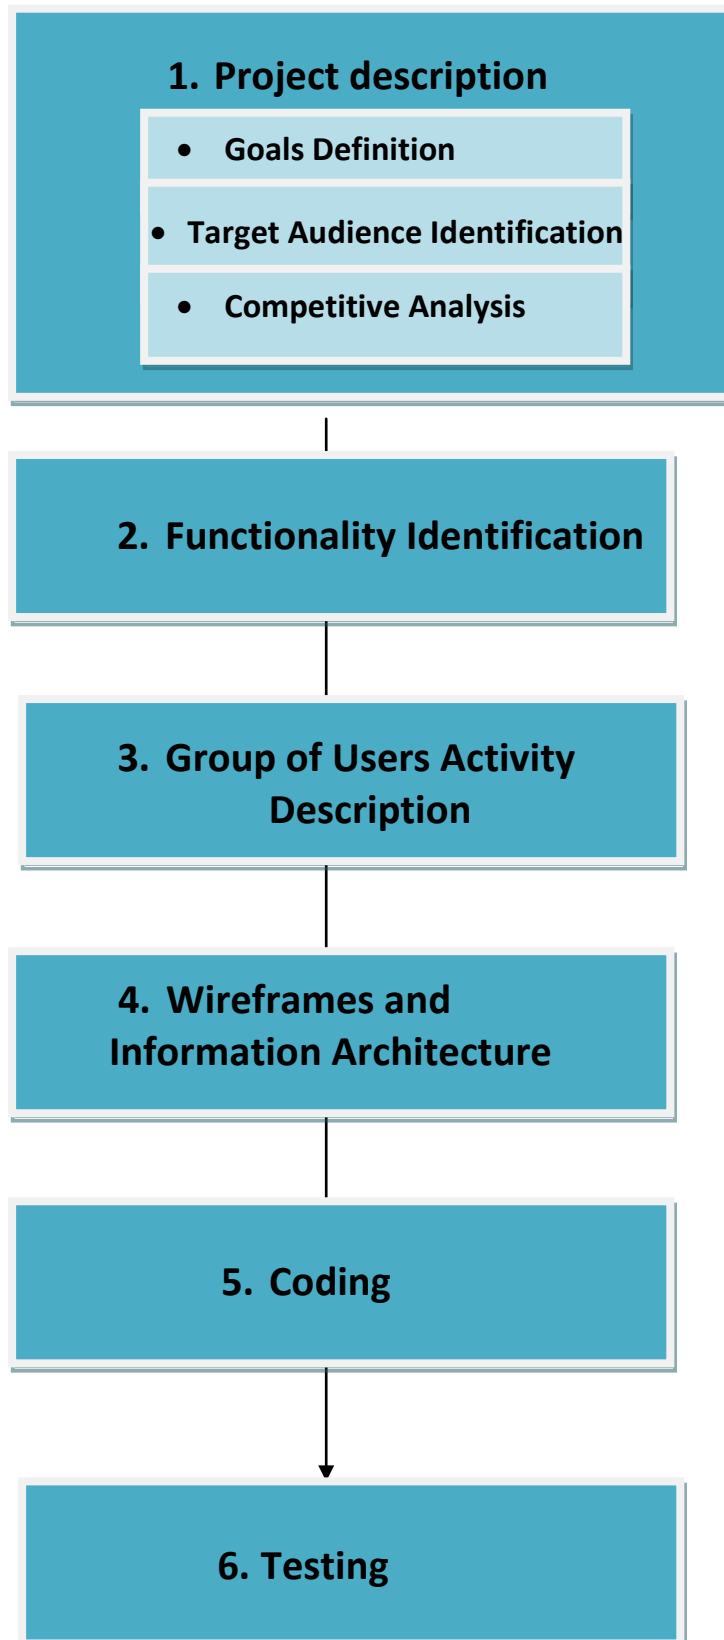 1. Project description
• Goals Definition
• Target Audience Identification
• Competitive Analysis
2. Functionality Identification
3. Group of Users Activity
Description
4. Wireframes and
Information Architecture
5. Coding
6. Testing